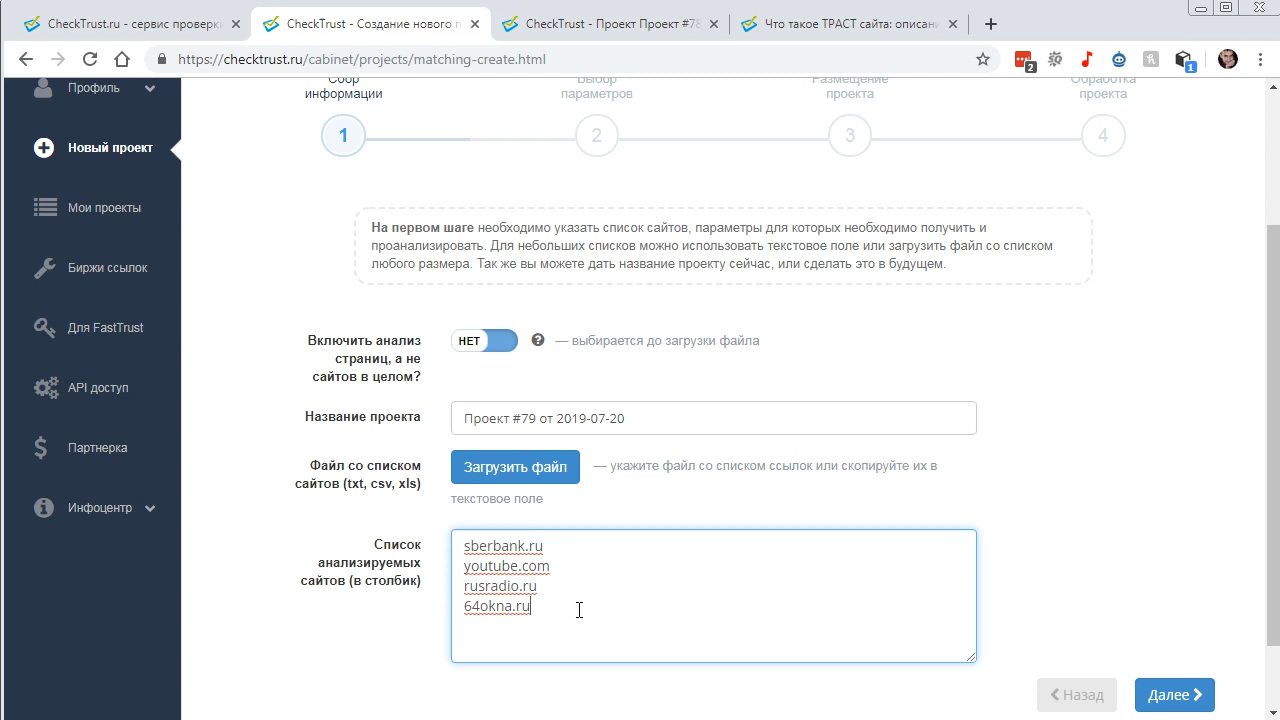 CheckTrust.ru - сервис проверки
CheckTrust - Создание нового п
CheckTrust - Проект Проект #78
Что такое ТРАСТ сайта: описани
https://checktrust.ru/cabinet/projects/matching-create.html
2
1
Профиль
Новый проект
Мои проекты
Биржи ссылок
Для FastTrust
API доступ
Партнерка
Инфоцентр
Сбор
информации
Выбор
параметров
Размещение
проекта
Обработка
проекта
1
2
3
4
На первом шаге необходимо указать список сайтов, параметры для которых необходимо получить и
проанализировать. Для небольших списков можно использовать текстовое поле или загрузить файл со списком
любого размера. Так же вы можете дать название проекту сейчас, или сделать это в будущем.
Включить анализ
страниц, а не
сайтов в целом?
НЕТ
? — выбирается до загрузки файла
Название проекта
Проект #79 от 2019-07-20
Файл со списком
сайтов (txt, csv, xls)
Загрузить файл
— укажите файл со списком ссылок или скопируйте их в
текстовое поле
Список
анализируемых
сайтов (в столбик)
sberbank.ru
youtube.com
rusradio.ru
64okna.ru
Назад
Далее